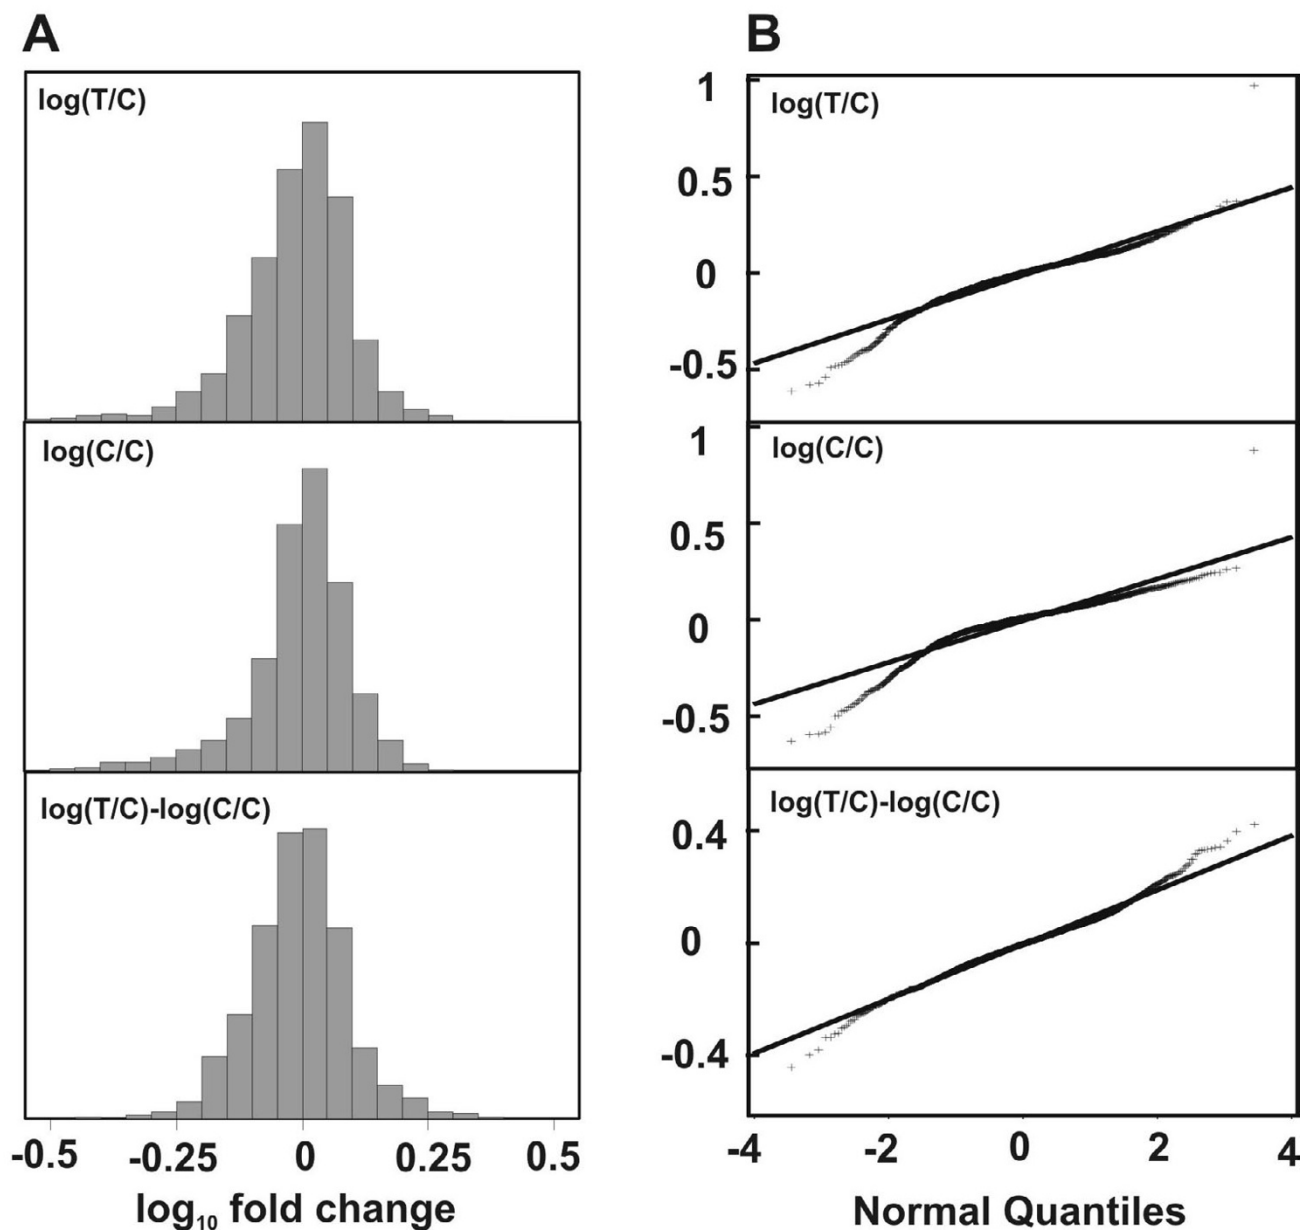 A
log(T/C)
log(C/C)
log(T/C)-log(C/C)
-0.5 -0.25 0 0.25 0.5
log₁₀ fold change
B
log(T/C)
1
0.5
0
-0.5
log(C/C)
1
0.5
0
-0.5
log(T/C)-log(C/C)
0.4
0
-0.4
-4 -2 0 2 4
Normal Quantiles